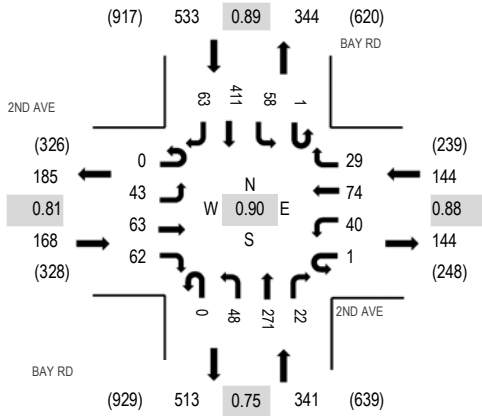 (917) 533 0.89 344 (620)
BAY RD
2ND AVE
63 411 58 1
(326) (239)
0 29
185 144
43 74
N
0.81 W 0.90 E 0.88
63 40
S
168 144
62 1
(328) (248)
0 48 271 22
2ND AVE
BAY RD
(929) 513 0.75 341 (639)